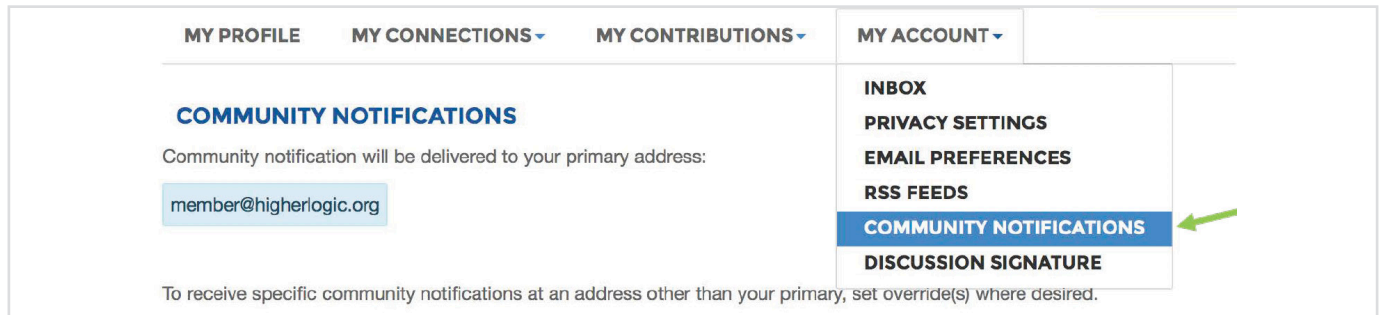 MY PROFILE MY CONNECTIONS MY CONTRIBUTIONS MY ACCOUNT
INBOX
PRIVACY SETTINGS
EMAIL PREFERENCES
RSS FEEDS
COMMUNITY NOTIFICATIONS
DISCUSSION SIGNATURE
COMMUNITY NOTIFICATIONS
Community notification will be delivered to your primary address:
member@higherlogic.org
To receive specific community notifications at an address other than your primary, set override(s) where desired.